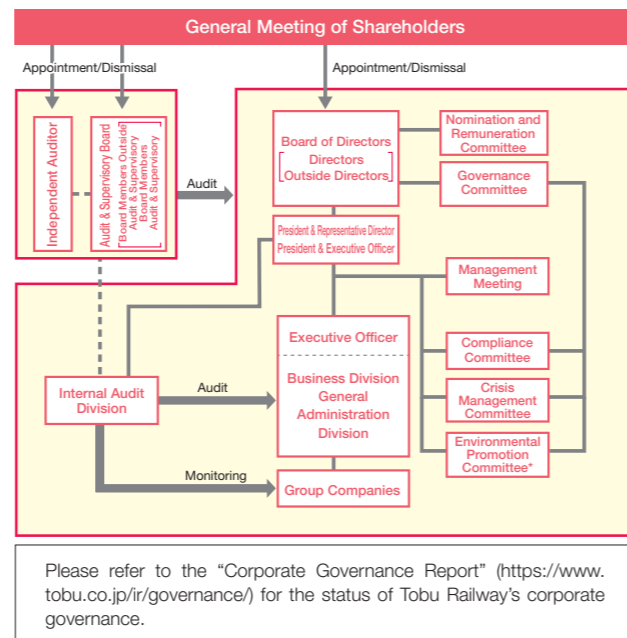 General Meeting of Shareholders
Appointment/Dismissal
Appointment/Dismissal
Independent Auditor
Audit & Supervisory Board
Board Members Outside
Audit & Supervisory
Board Members
Audit & Supervisory
Audit
Board of Directors
Directors
Outside Directors
Nomination and
Remuneration
Committee
Governance
Committee
President & Representative Director
President & Executive Officer
Management
Meeting
Executive Officer
Business Division
General
Administration
Division
Compliance
Committee
Crisis
Management
Committee
Environmental
Promotion
Committee*
Internal Audit
Division
Audit
Monitoring
Group Companies
Please refer to the “Corporate Governance Report” (https://www.
tobu.co.jp/ir/governance/) for the status of Tobu Railway’s corporate
governance.